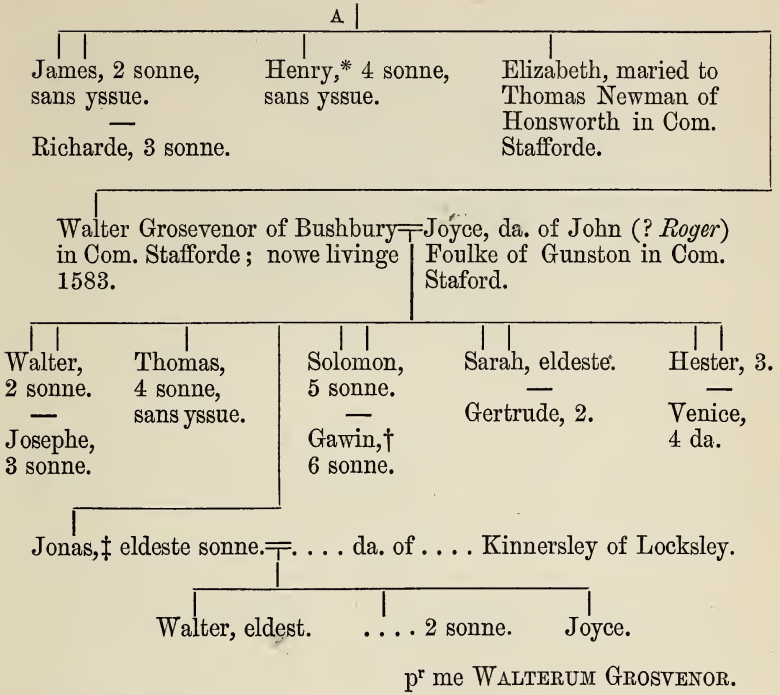 A
James, 2 sonne,
sans yssue.
—
Richarde, 3 sonne.
Henry,* 4 sonne,
sans yssue.
Elizabeth, maried to
Thomas Newman of
Honsworth in Com.
Stafforde.
Walter Grosevenor of Bushbury
in Com. Stafforde; nowe livinge
1583.
Joyce, da. of John (? Roger)
Foulke of Gunston in Com.
Staford.
Walter,
2 sonne.
—
Josephe,
3 sonne.
Thomas,
4 sonne,
sans yssue.
Solomon,
5 sonne.
—
Gawin,†
6 sonne.
Sarah, eldeste.
—
Gertrude, 2.
Hester, 3.
—
Venice,
4 da.
Jonas,‡ eldeste sonne. = . . . . da. of . . . . Kinnersley of Locksley.
Walter, eldest. . . . . 2 sonne. Joyce.
pr me WALTERUM GROSVENOR.